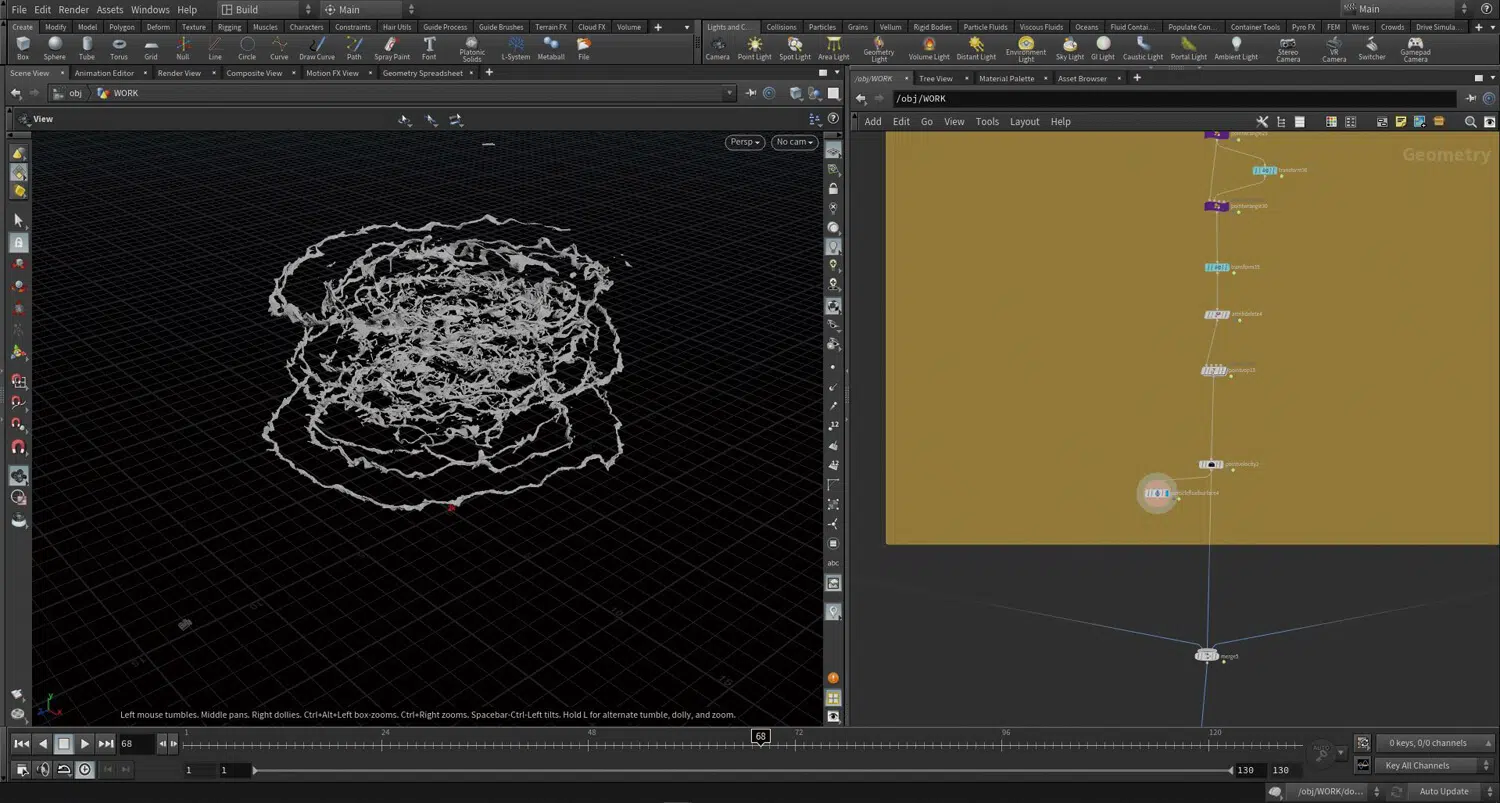 File Edit Render Assets Windows Help Build Main Main
Create Modify Model Polygon Deform Texture Rigging Muscles Characters Constraints Hair Utils Guide Process Guide Brushes Terrain FX Cloud FX Volume
Lights and C Collisions Particles Grains Vellum Rigid Bodies Particle Fluids Viscous Fluids Oceans Fluid Contai... Populate Con... Container Tools Pyro FX FEM Wires Crowds Drive Simula...
Box Sphere Tube Torus Grid Null Line Circle Curve Draw Curve Path Spray Paint Font Platonic Solids L-System Metaball File
Camera Point Light Spot Light Area Light Geometry Light Volume Light Distant Light Environment Light Sky Light GI Light Caustic Light Portal Light Ambient Light Stereo Camera VR Camera Switcher Gamepad Camera
Scene View Animation Editor Render View Composite View Motion FX View Geometry Spreadsheet
/obj/WORK Tree View Material Palette Asset Browser
obj WORK
/obj/WORK
View
Add Edit Go View Tools Layout Help
Persp No cam
Geometry
12
12
abc
merge5
Left mouse tumbles. Middle pans. Right dollies. Ctrl+Alt+Left box-zooms. Ctrl+Right zooms. Spacebar-Ctrl-Left tilts. Hold L for alternate tumble, dolly, and zoom.
68 1 24 48 68 72 96 120
0 keys, 0/0 channels
1 1 130 130
Key All Channels
/obj/WORK/do... Auto Update